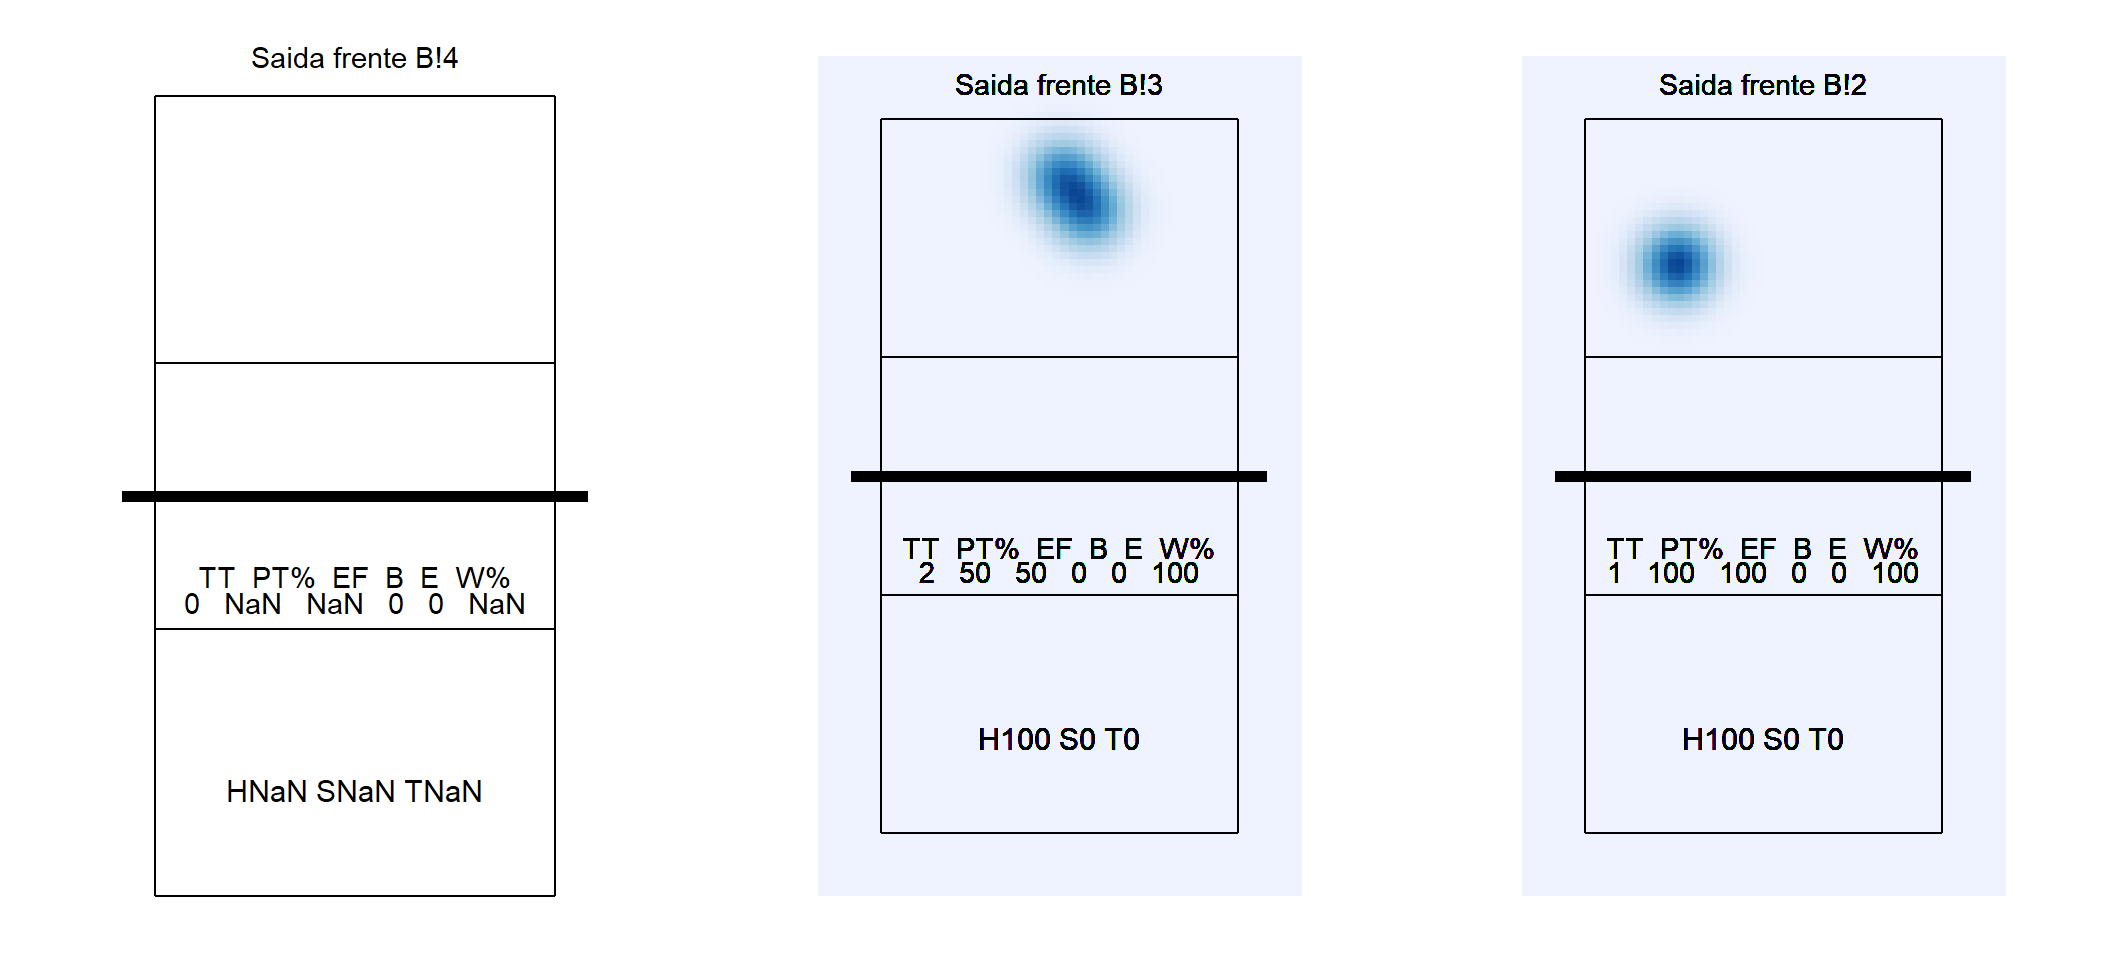 Saida frente B!4
TT PT% EF B E W%
0 NaN NaN 0 0 NaN
HNaN SNaN TNaN
Saida frente B!3
TT PT% EF B E W%
2 50 50 0 0 100
H100 S0 T0
Saida frente B!2
TT PT% EF B E W%
1 100 100 0 0 100
H100 S0 T0